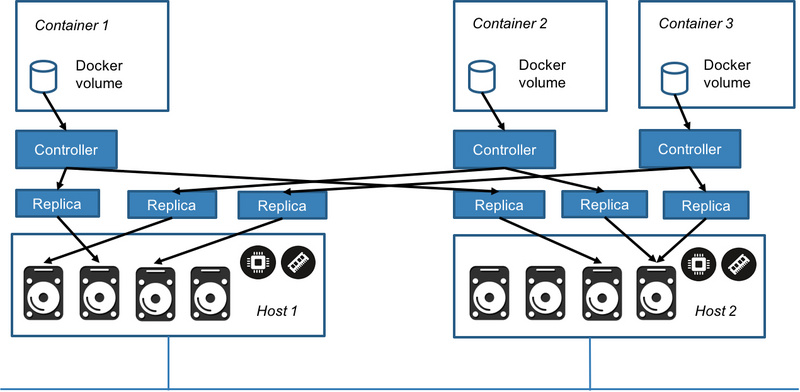 Container 1
Docker
volume
Container 2
Docker
volume
Container 3
Docker
volume
Controller
Controller
Controller
Replica
Replica
Replica
Replica
Replica
Replica
Host 1
Host 2